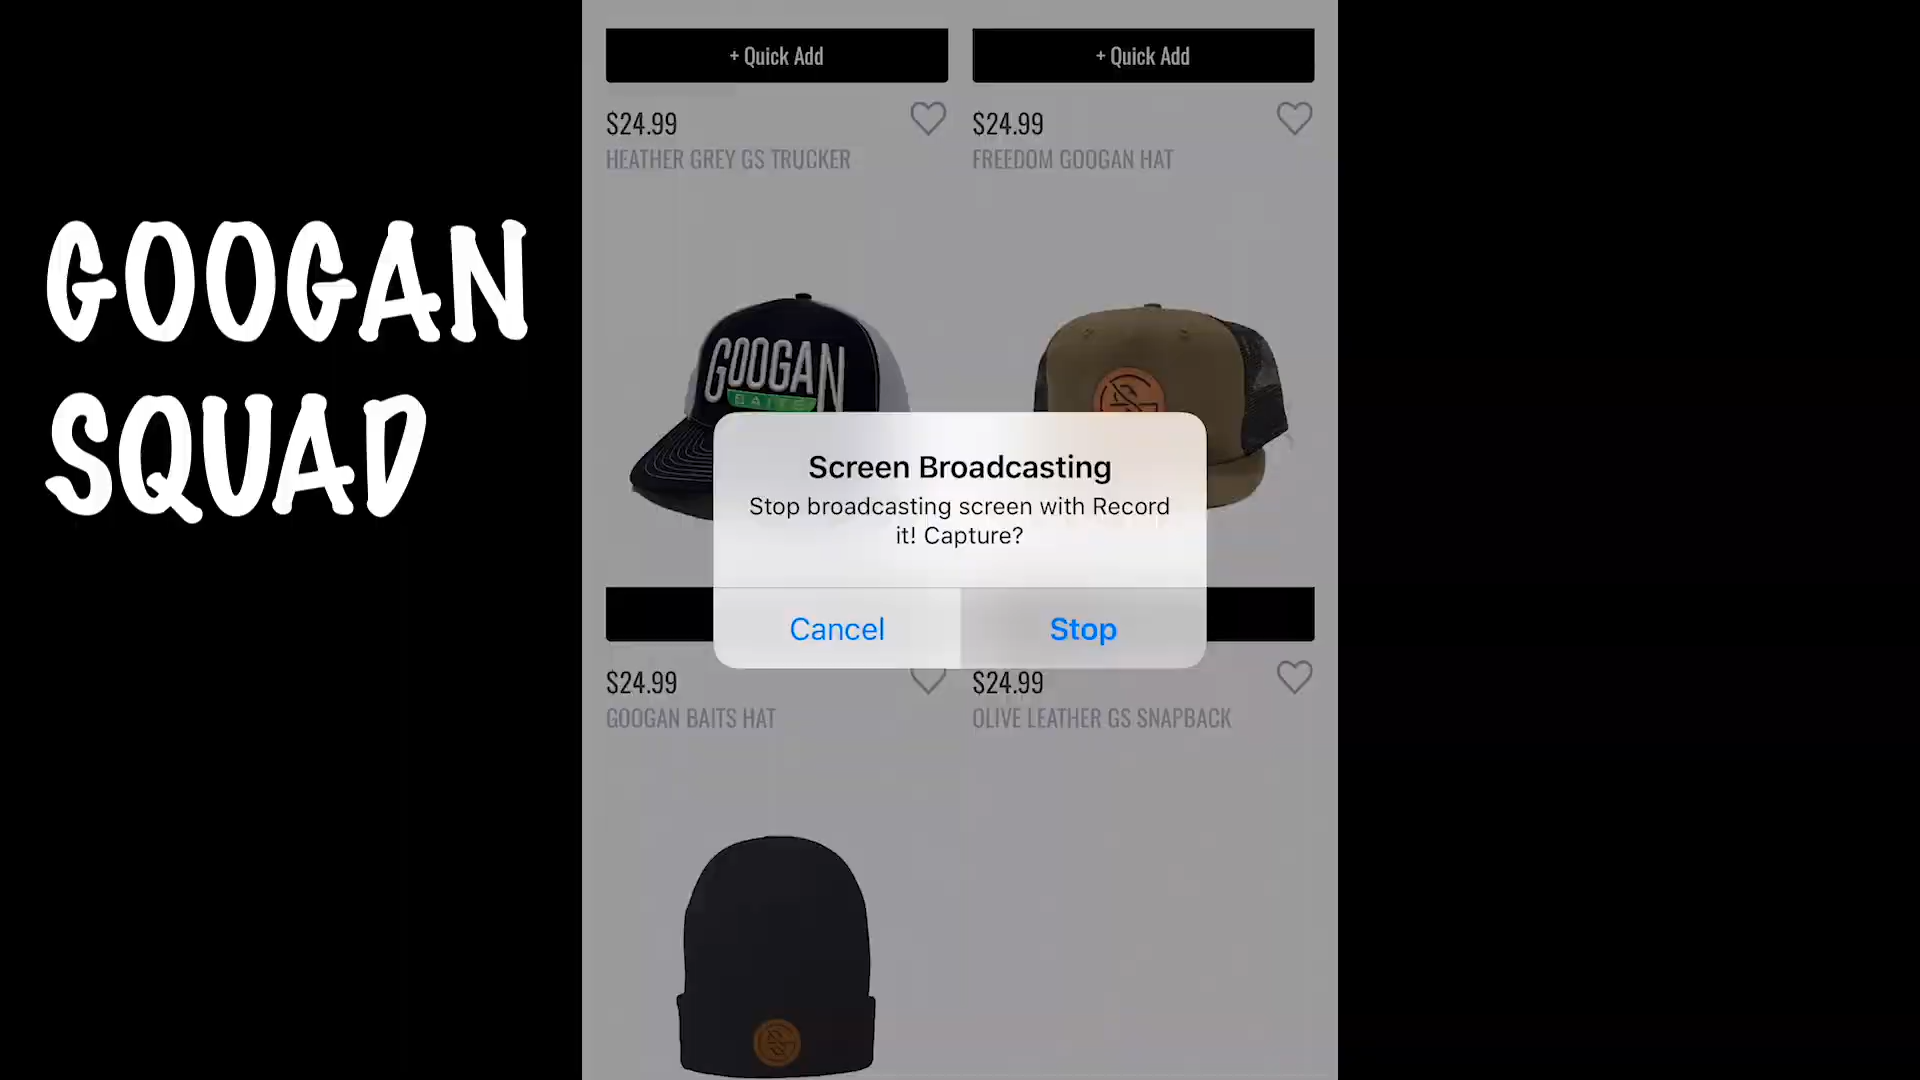 GOOGAN
SQUAD
+ Quick Add
+ Quick Add
$24.99
$24.99
HEATHER GREY GS TRUCKER
FREEDOM GOOGAN HAT
GOOGAN
BAITS
Screen Broadcasting
Stop broadcasting screen with Record
it! Capture?
Cancel
Stop
$24.99
$24.99
GOOGAN BAITS HAT
OLIVE LEATHER GS SNAPBACK